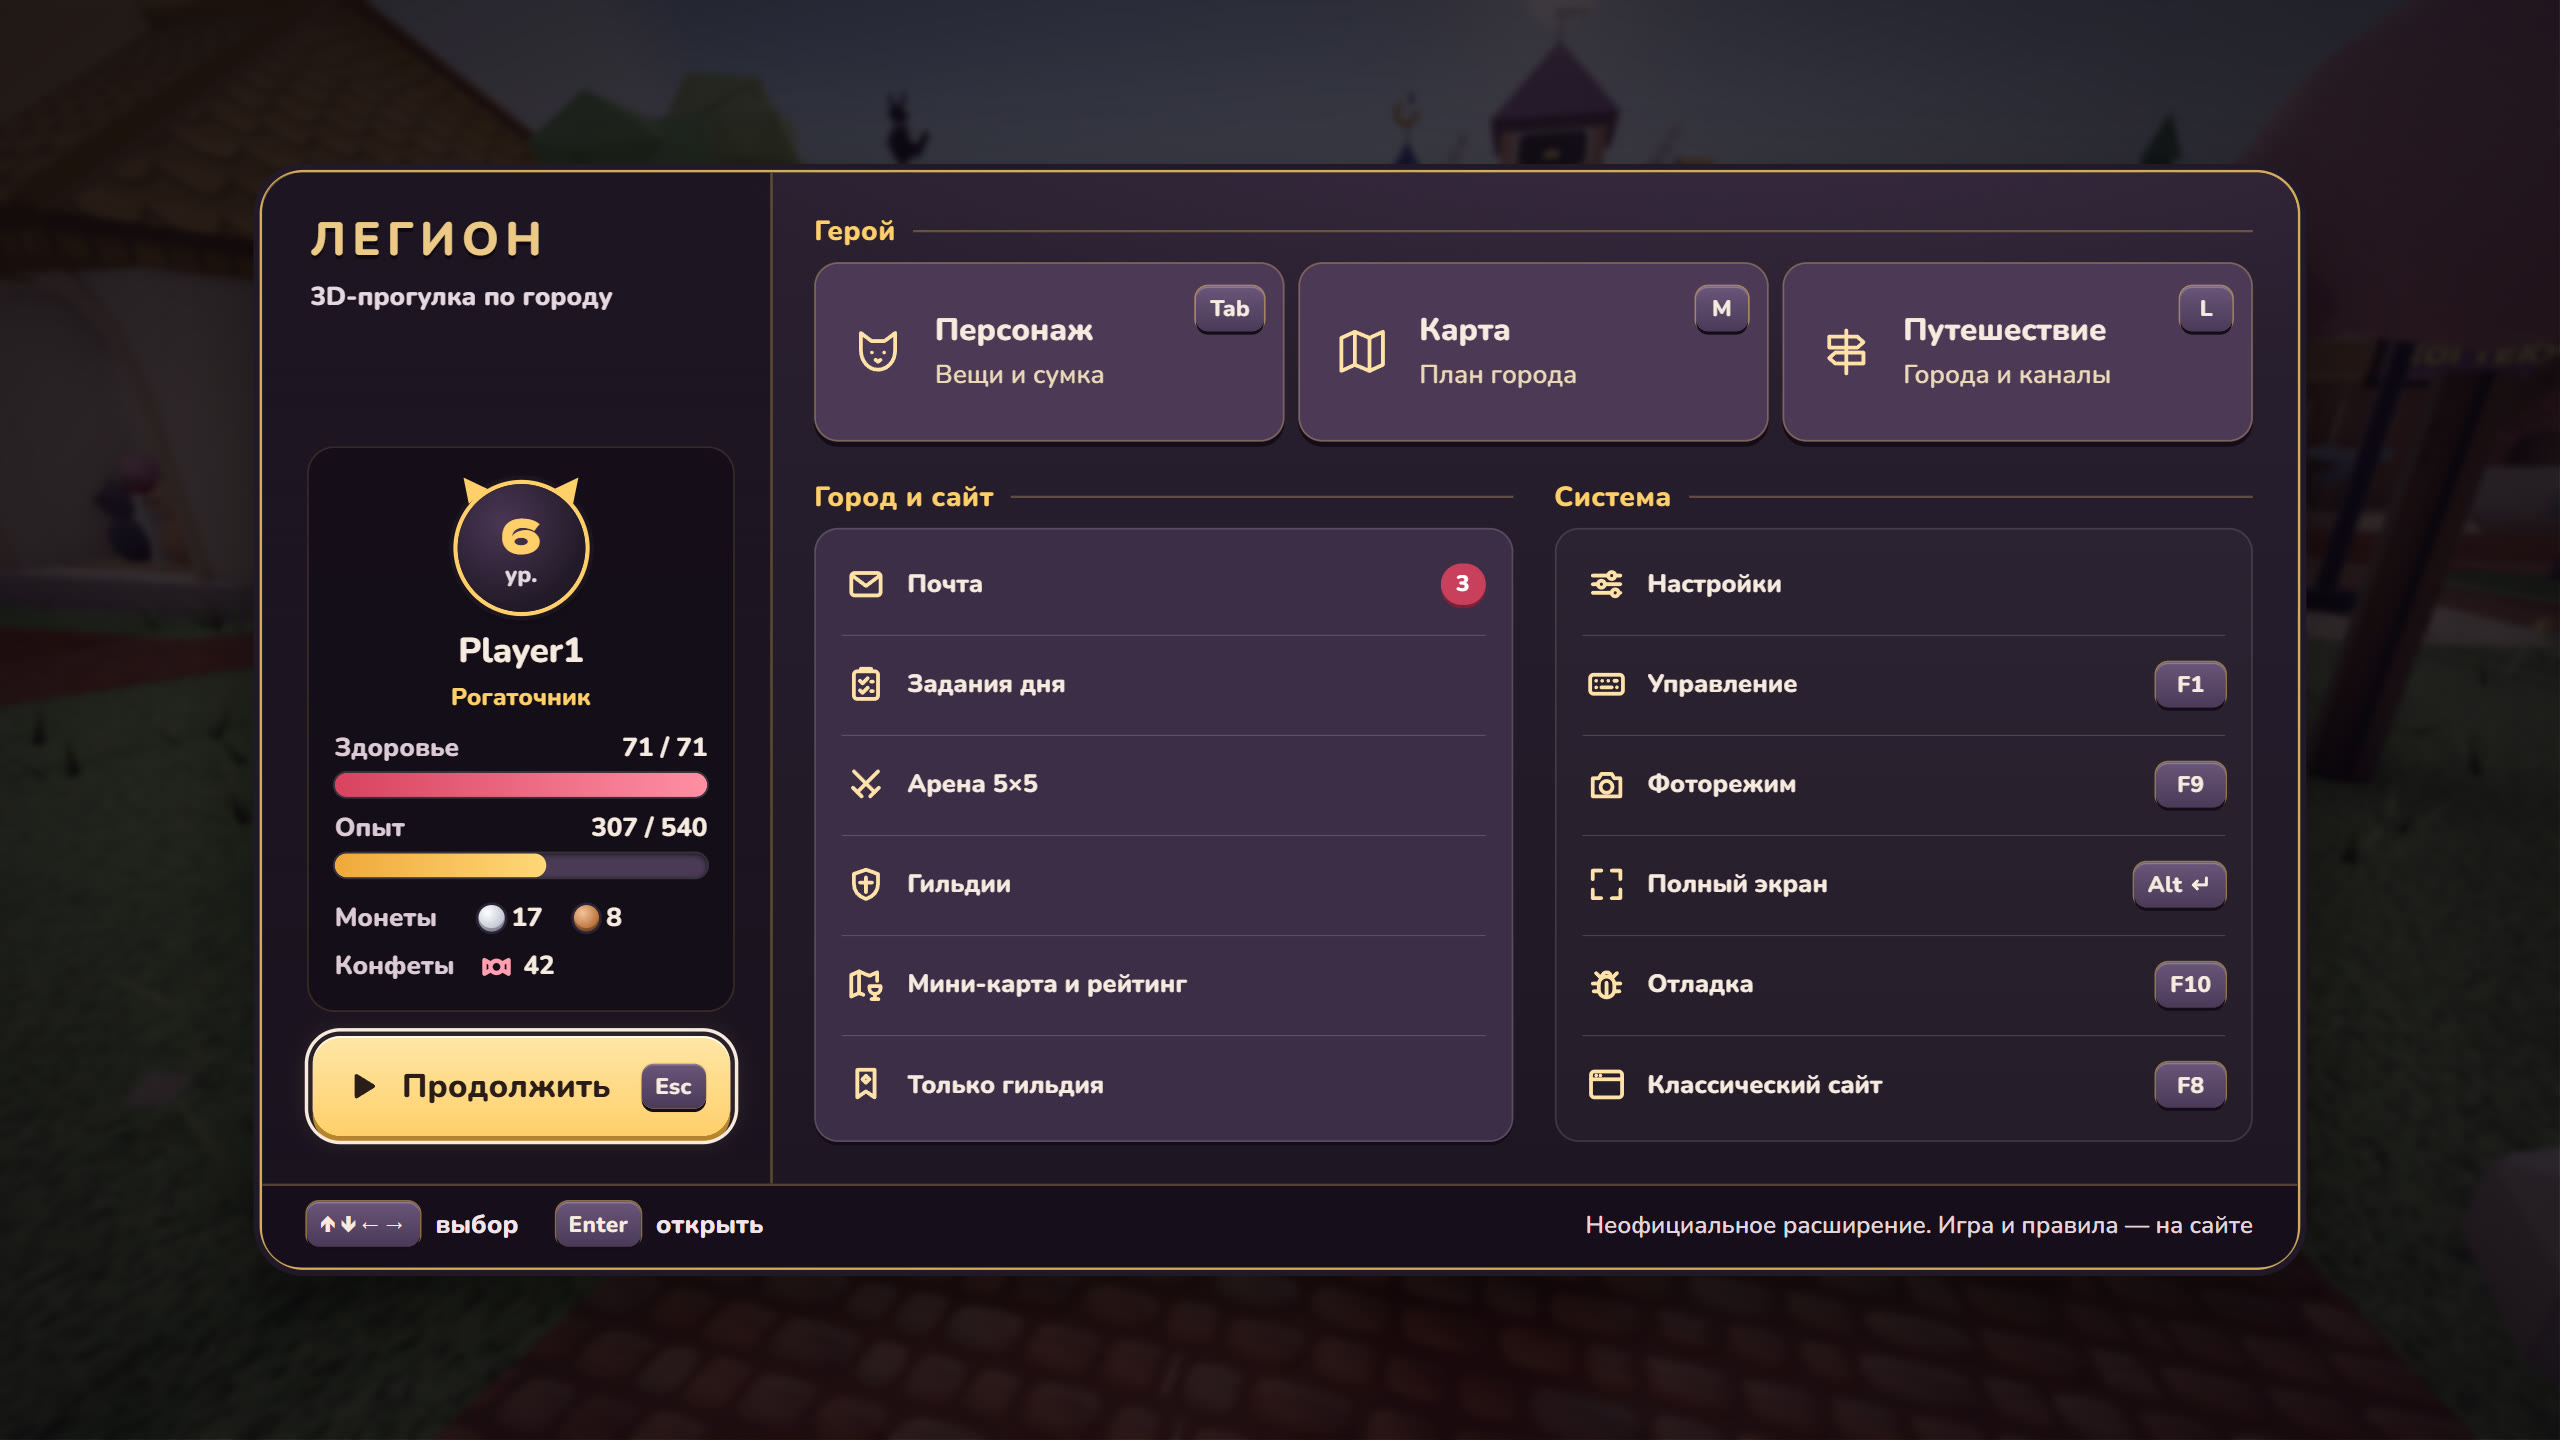 ЛЕГИОН
3D-прогулка по городу
6
ур.
Player1
Рогаточник
Здоровье 71 / 71
Опыт 307 / 540
Монеты 17 8
Конфеты 42
Продолжить Esc
Герой
Персонаж Tab
Вещи и сумка
Карта M
План города
Путешествие L
Города и каналы
Город и сайт
Почта 3
Задания дня
Арена 5×5
Гильдии
Мини-карта и рейтинг
Только гильдия
Система
Настройки
Управление F1
Фоторежим F9
Полный экран Alt ↵
Отладка F10
Классический сайт F8
↑↓←→ выбор Enter открыть
Неофициальное расширение. Игра и правила — на сайте